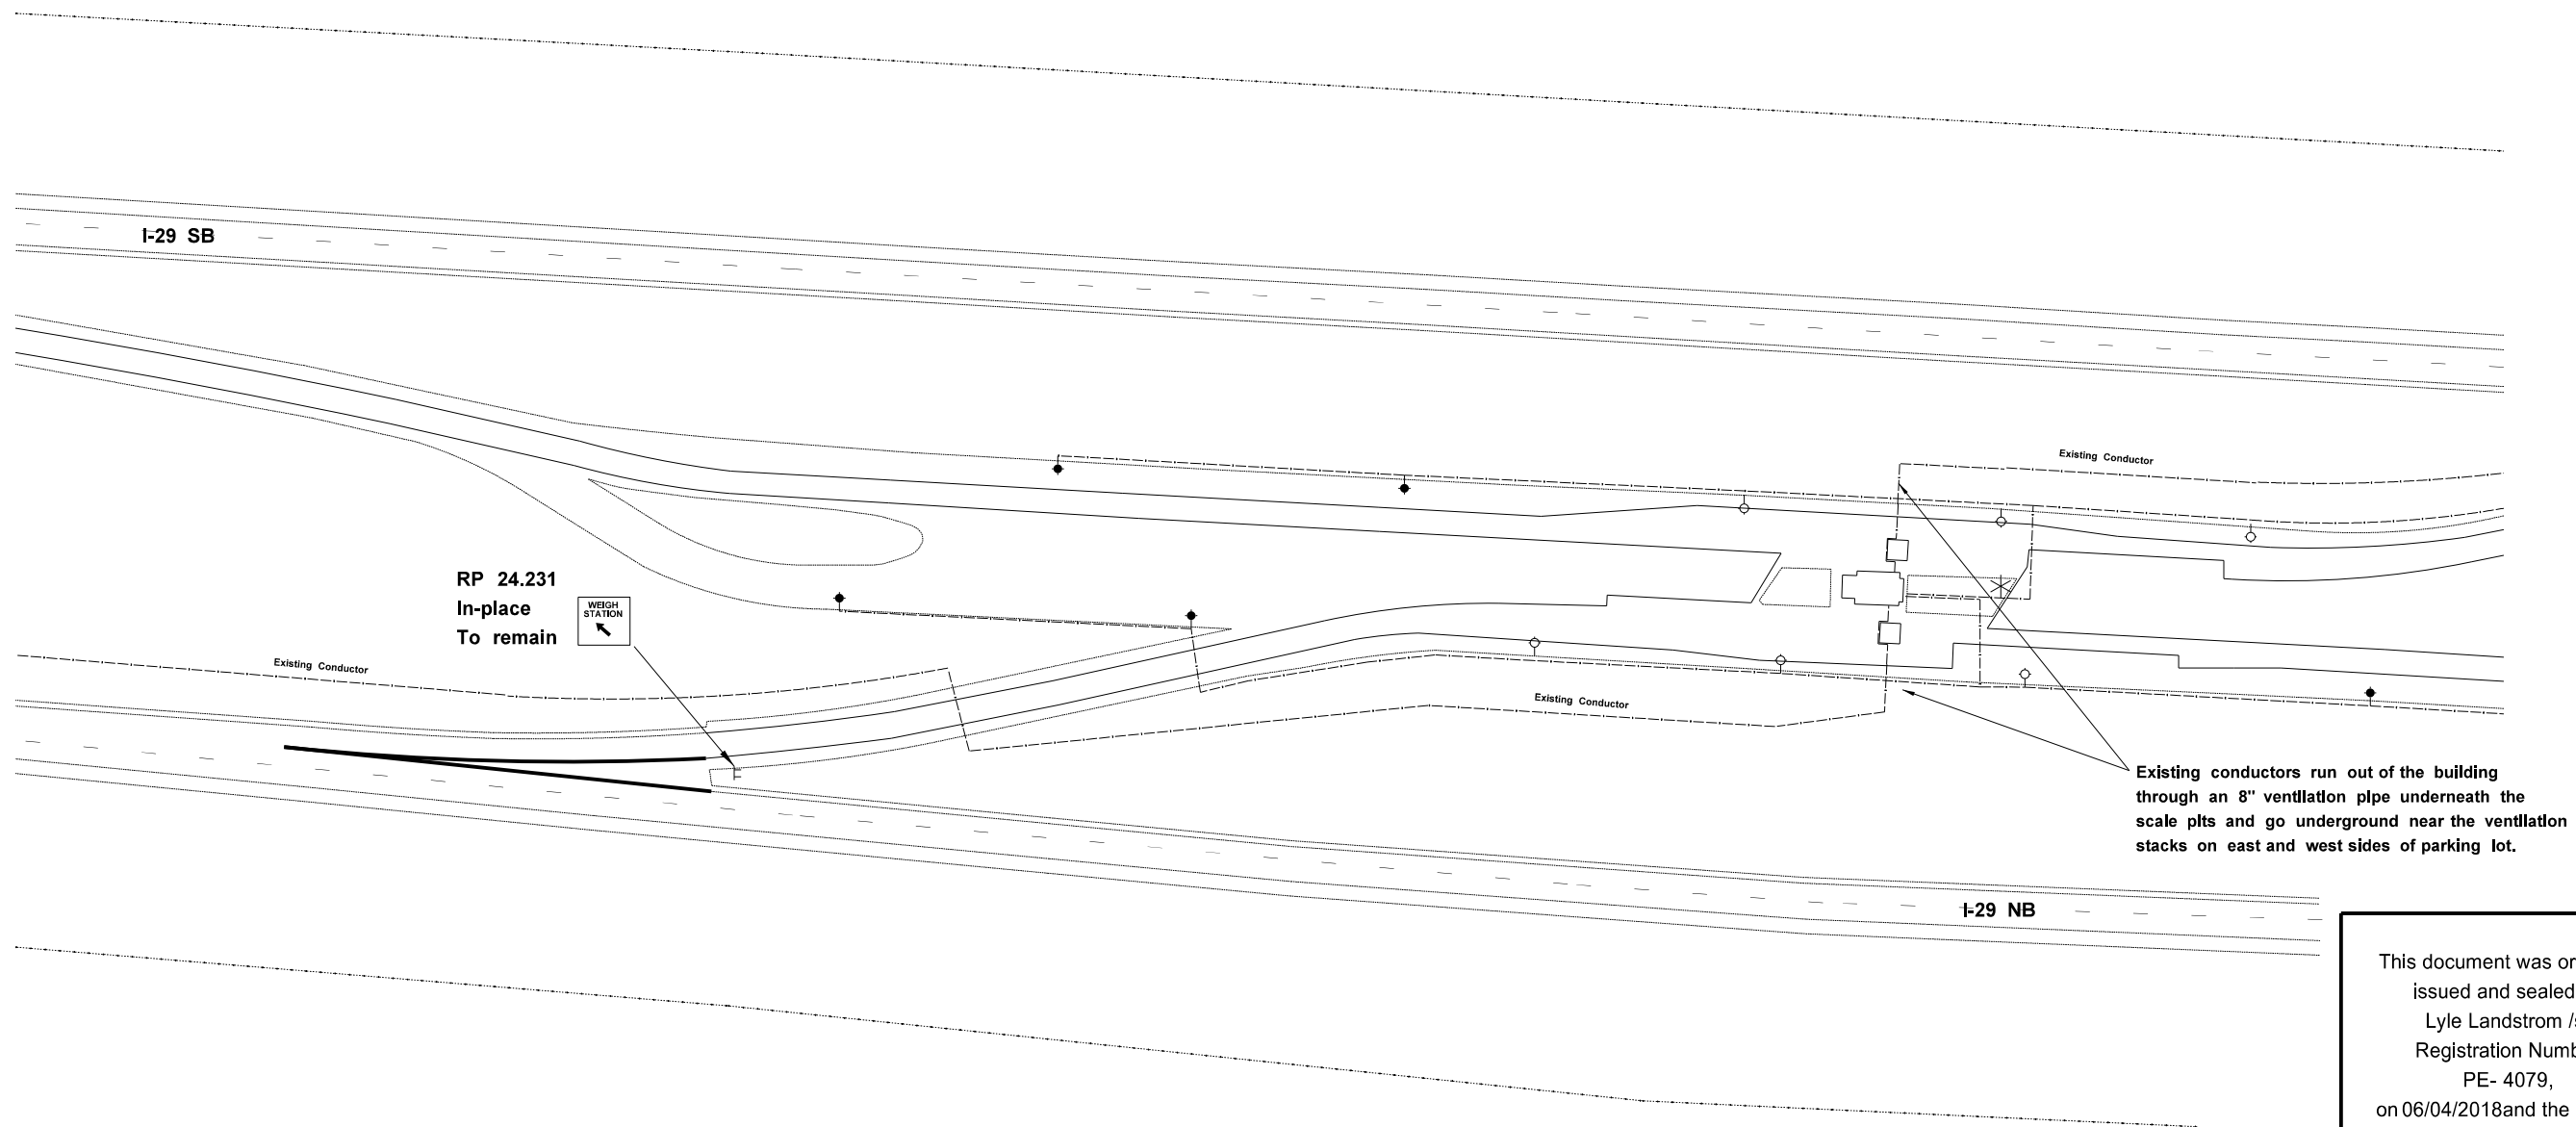 I-29 SB
Existing Conductor
RP 24.231
In-place
To remain
WEIGH
STATION
Existing Conductor
Existing Conductor
Existing conductors run out of the building
through an 8" ventilation pipe underneath the
scale pits and go underground near the ventilation
stacks on east and west sides of parking lot.
I-29 NB
This document was
issued and sealed
Lyle Landstrom
Registration
PE- 4079,
on 06/04/2018and the